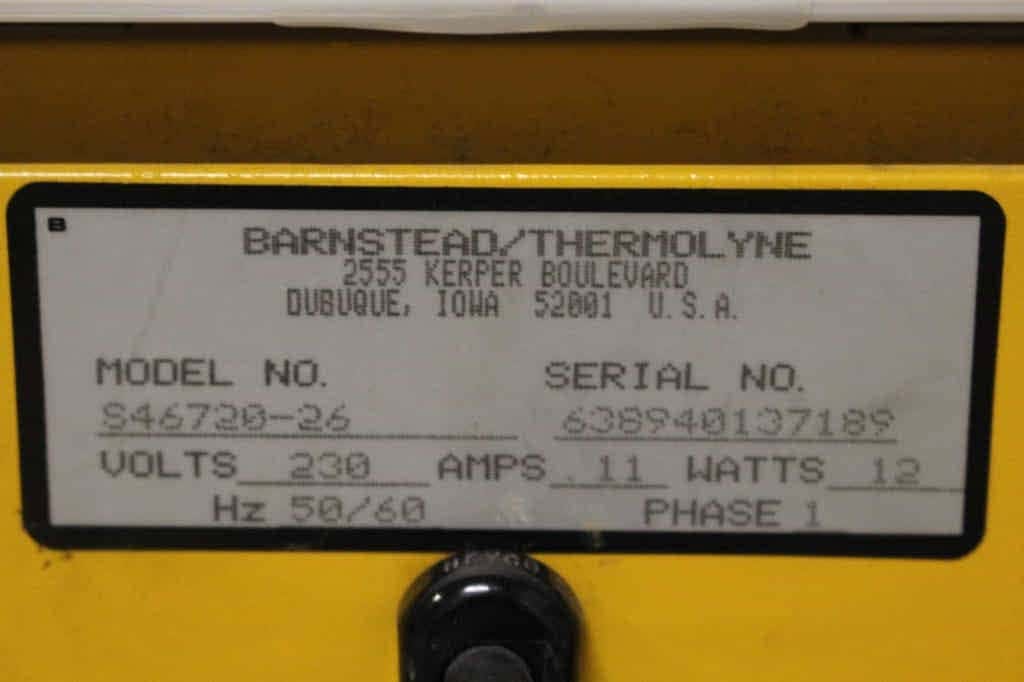 B
BARNSTEAD/THERMOLYNE
2555 KERPER BOULEVARD
DUBUQUE, IOWA 52001 U.S.A.
MODEL NO. SERIAL NO.
S46720-26 638940137189
VOLTS 230 AMPS .11 WATTS 12
Hz 50/60 PHASE 1
HEYCO